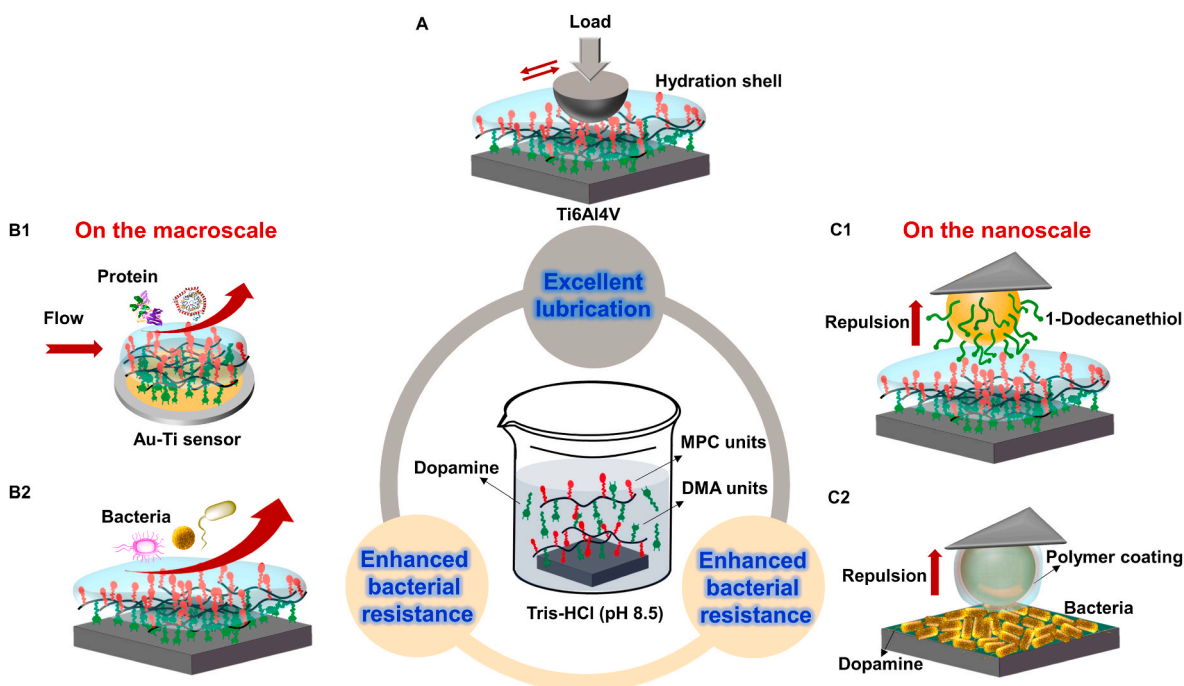 A
Load
Hydration shell
Ti6Al4V
B1
On the macroscale
Protein
Flow
Au-Ti sensor
B2
Bacteria
Excellent
lubrication
Dopamine
MPC units
DMA units
Tris-HCl (pH 8.5)
Enhanced
bacterial
resistance
Enhanced
bacterial
resistance
C1
On the nanoscale
Repulsion
1-Dodecanethiol
C2
Repulsion
Polymer coating
Bacteria
Dopamine